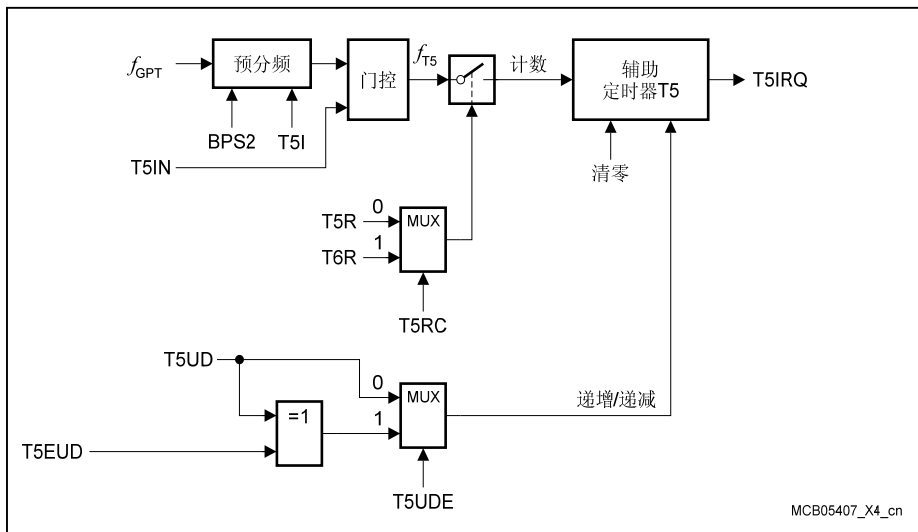 f_GPT
预分频
门控
f_T5
计数
辅助
定时器T5
T5IRQ
BPS2
T5I
T5IN
清零
T5R
0
MUX
T6R
1
T5RC
T5UD
0
MUX
=1
1
递增/递减
T5EUD
T5UDE
MCB05407_X4_cn